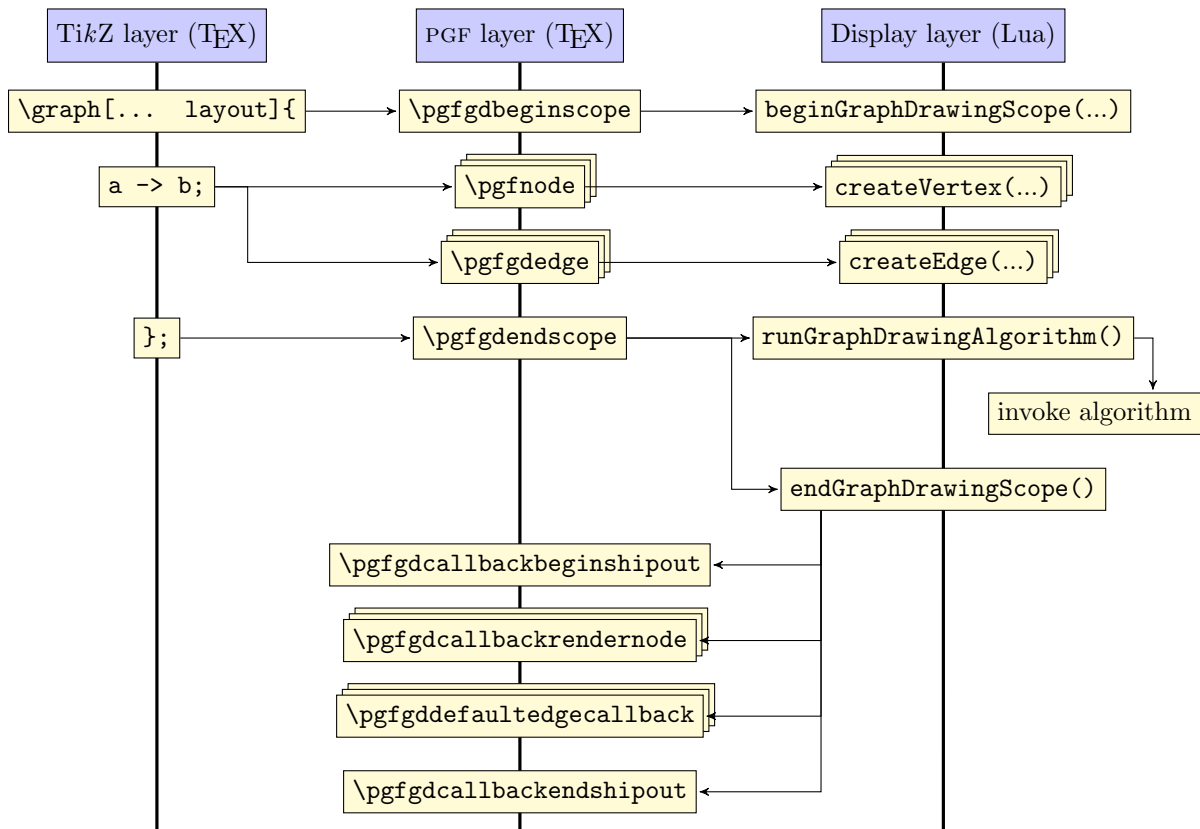 TikZ layer (TEX)
PGF layer (TEX)
Display layer (Lua)
\graph[... layout]{
\pgfgdbeginscope
beginGraphDrawingScope(...)
a -> b;
\pgfnode
createVertex(...)
\pgfgdedge
createEdge(...)
};
\pgfgdendscope
runGraphDrawingAlgorithm()
invoke algorithm
endGraphDrawingScope()
\pgfgdcallbackbeginshipout
\pgfgdcallbackrendernode
\pgfgddefaultedgecallback
\pgfgdcallbackendshipout